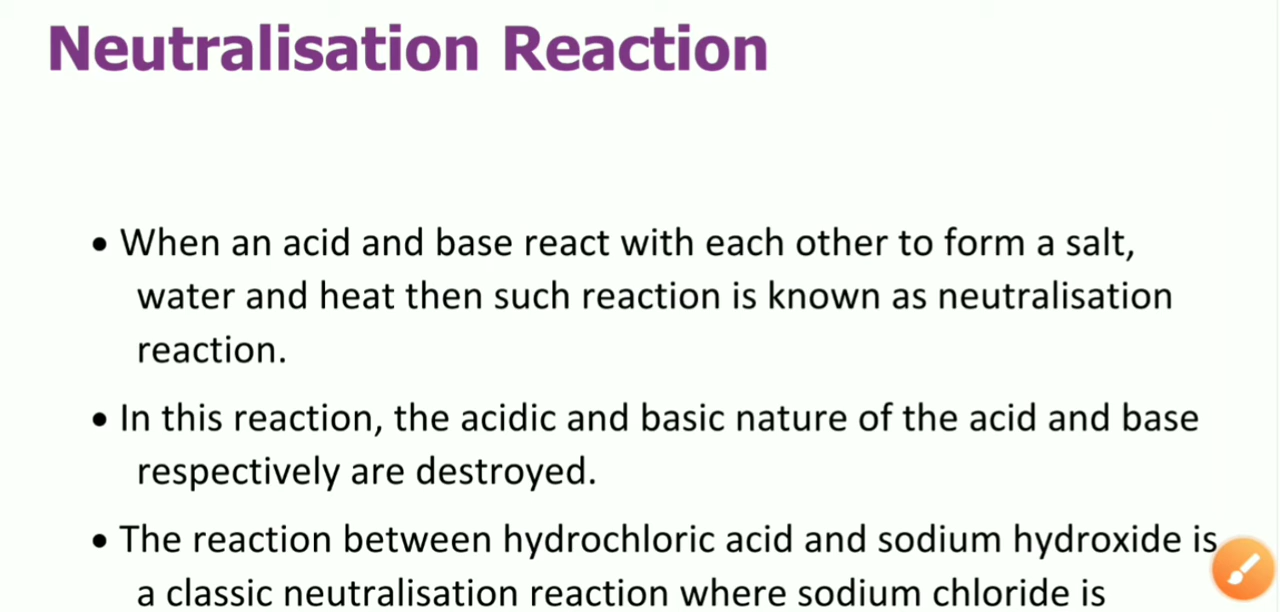 Neutralisation Reaction
• When an acid and base react with each other to form a salt,
water and heat then such reaction is known as neutralisation
reaction.
• In this reaction, the acidic and basic nature of the acid and base
respectively are destroyed.
• The reaction between hydrochloric acid and sodium hydroxide is
a classic neutralisation reaction where sodium chloride is